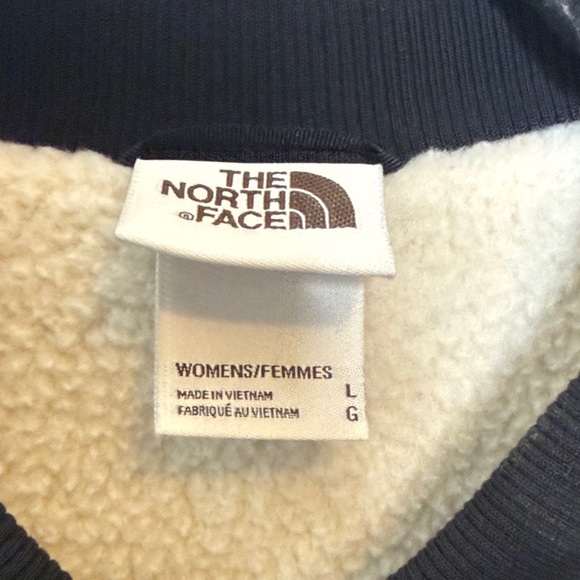 THE
NORTH
®FACE
WOMENS/FEMMES
MADE IN VIETNAM L
FABRIQUÉ AU VIETNAM G